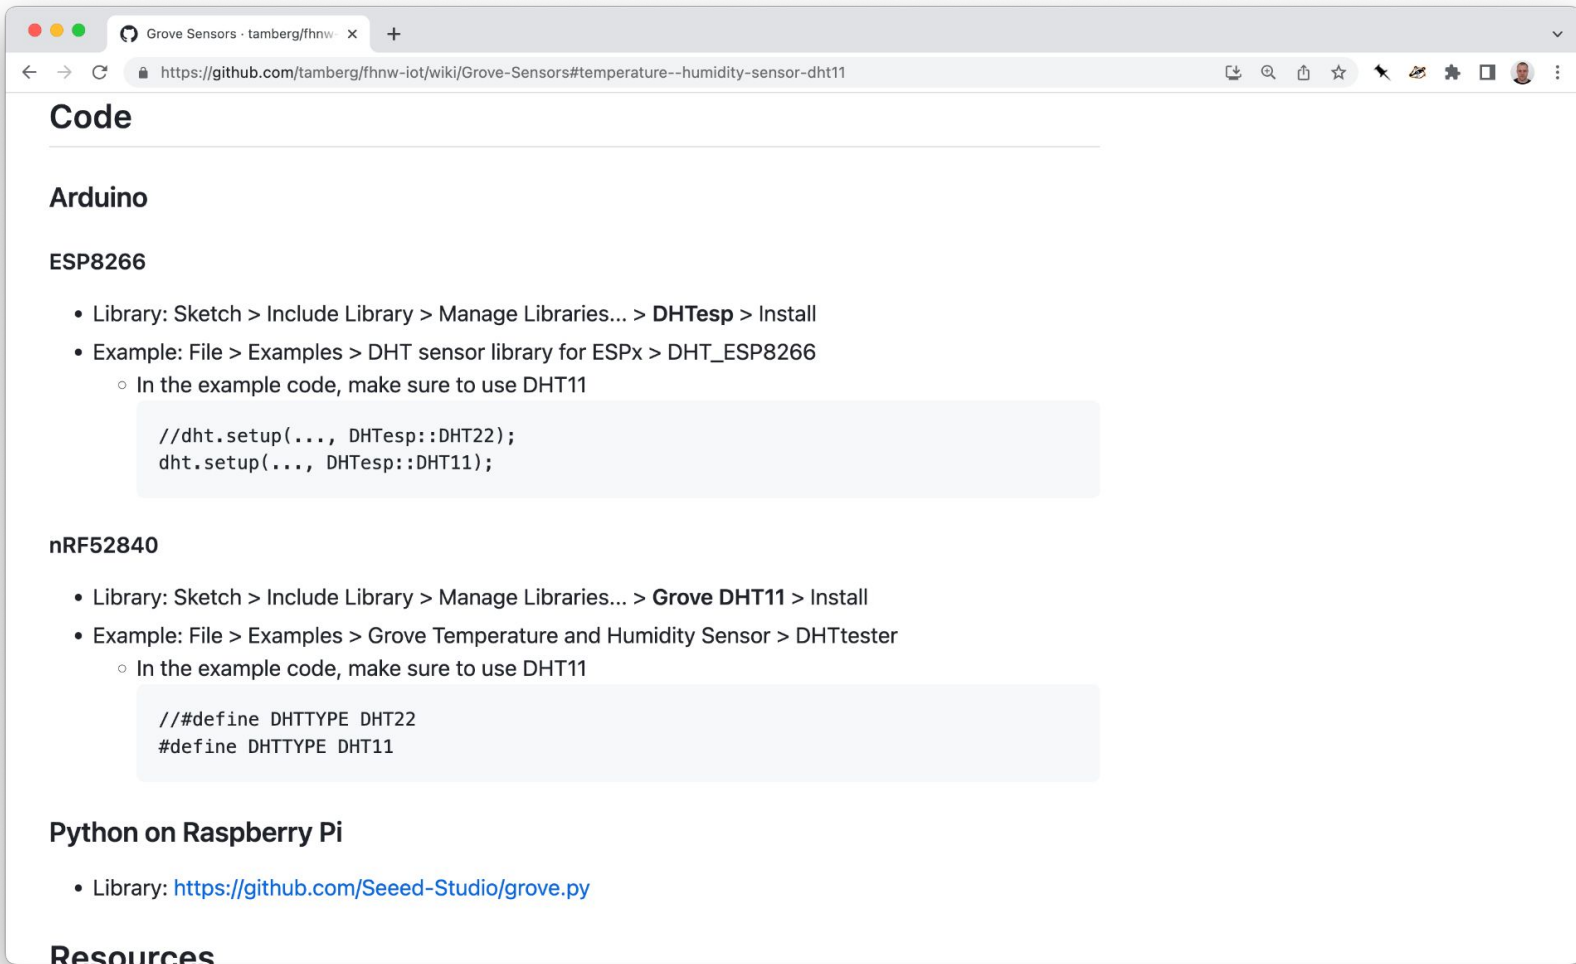 Grove Sensors · tamberg/fhnw-
https://github.com/tamberg/fhnw-iot/wiki/Grove-Sensors#temperature--humidity-sensor-dht11
Code
Arduino
ESP8266
• Library: Sketch > Include Library > Manage Libraries... > DHTesp > Install
• Example: File > Examples > DHT sensor library for ESPx > DHT_ESP8266
○ In the example code, make sure to use DHT11
//dht.setup(..., DHTesp::DHT22);
dht.setup(..., DHTesp::DHT11);
nRF52840
• Library: Sketch > Include Library > Manage Libraries... > Grove DHT11 > Install
• Example: File > Examples > Grove Temperature and Humidity Sensor > DHTtester
○ In the example code, make sure to use DHT11
//#define DHTTYPE DHT22
#define DHTTYPE DHT11
Python on Raspberry Pi
• Library: https://github.com/Seeed-Studio/grove.py
Resources